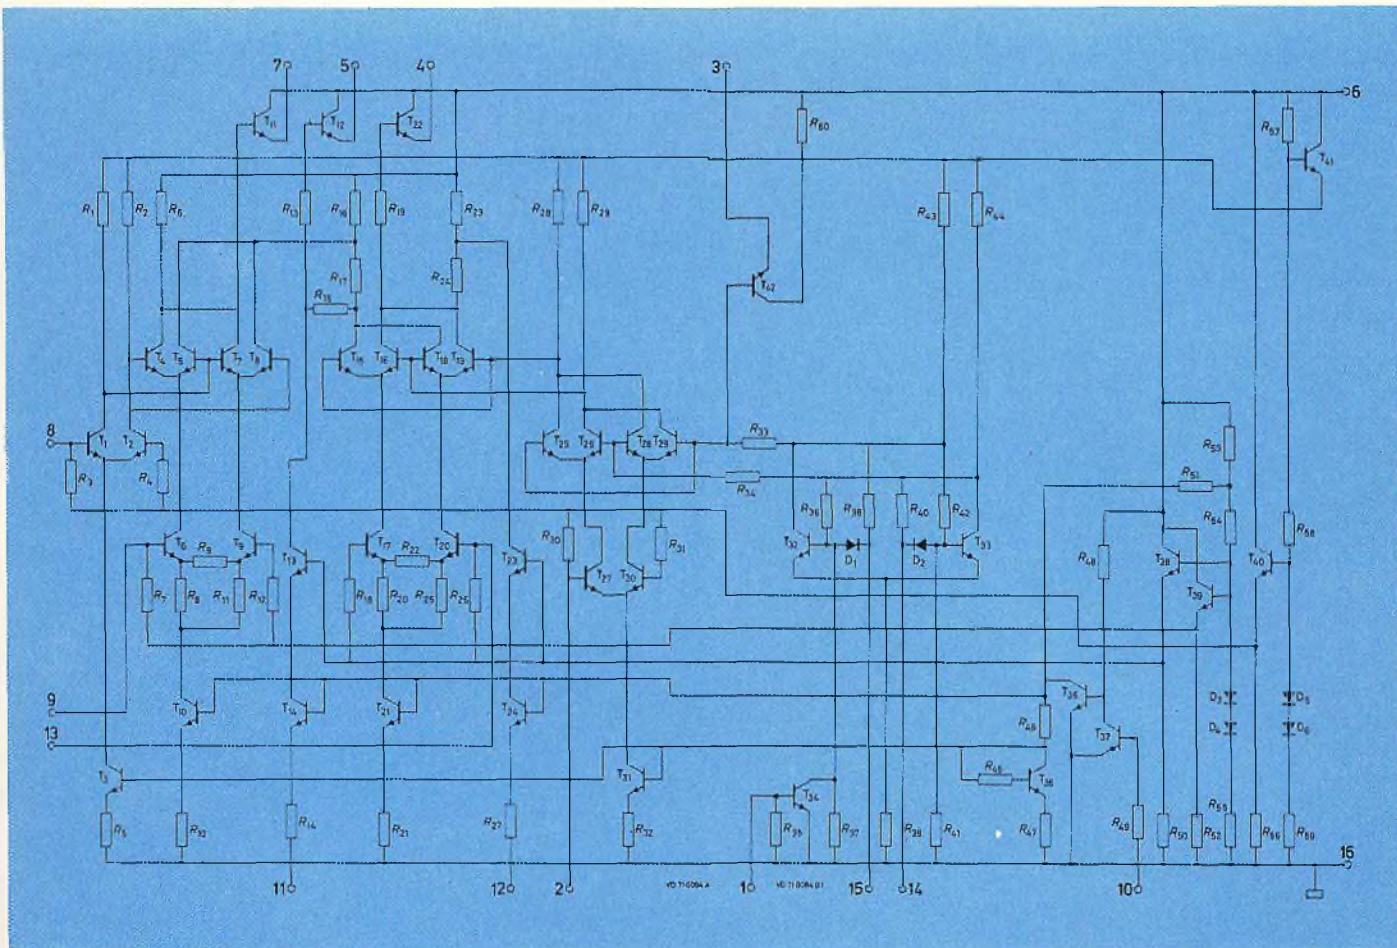 7 5 4 3
6
T11 T12 T22
R60
R57
T41
R1 R2 R6 R13 R16 R19 R23 R28 R29 R43 R44
R17 R24
T42
R15
T4 T5 T7 T8 T15 T16 T18 T19
8
T1 T2 T25 T26 T28 T29 R33
R53
R3 R4 R34 R51
R36 R38 R40 R42 R54 R58
T6 R9 T9 T17 R22 T20 R30 R31 T32 D1 D2 T33
T13 T23 R48 T38 T40
T27 T30 T39
R7 R8 R11 R12 R18 R20 R25 R26
9
T10 T14 T21 T24 D3 D5
R46 D4 D6
13 T37
T3 T31 R45 T36
T34
R5 R10 R14 R21 R27 R32 R35 R37 R39 R41 R47 R49 R50 R52 R55 R56 R59
16
11 12 2 1 15 14 10